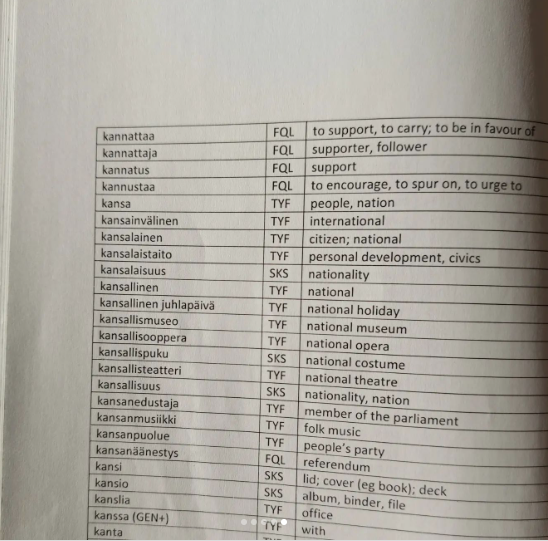 kannattaa FQL to support, to carry; to be in favour of
kannattaja FQL supporter, follower
kannatus FQL support
kannustaa FQL to encourage, to spur on, to urge to
kansa TYF people, nation
kansainvälinen TYF international
kansalainen TYF citizen; national
kansalaistaito TYF personal development, civics
kansalaisuus SKS nationality
kansallinen TYF national
kansallinen juhlapäivä TYF national holiday
kansallismuseo TYF national museum
kansallisooppera TYF national opera
kansallispuku SKS national costume
kansallisteatteri TYF national theatre
kansallisuus SKS nationality, nation
kansanedustaja TYF member of the parliament
kansanmusiikki TYF folk music
kansanpuolue TYF people's party
kansanäänestys FQL referendum
kansi SKS lid; cover (eg book); deck
kansio SKS album, binder, file
kanslia TYF office
kanssa (GEN+) TYF with
kanta